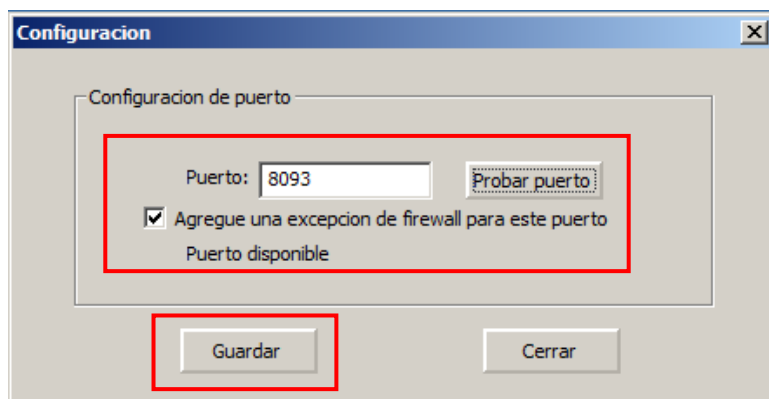 Configuracion
Configuracion de puerto
Puerto: 8093 Probar puerto
Agregue una excepcion de firewall para este puerto
Puerto disponible
Guardar Cerrar